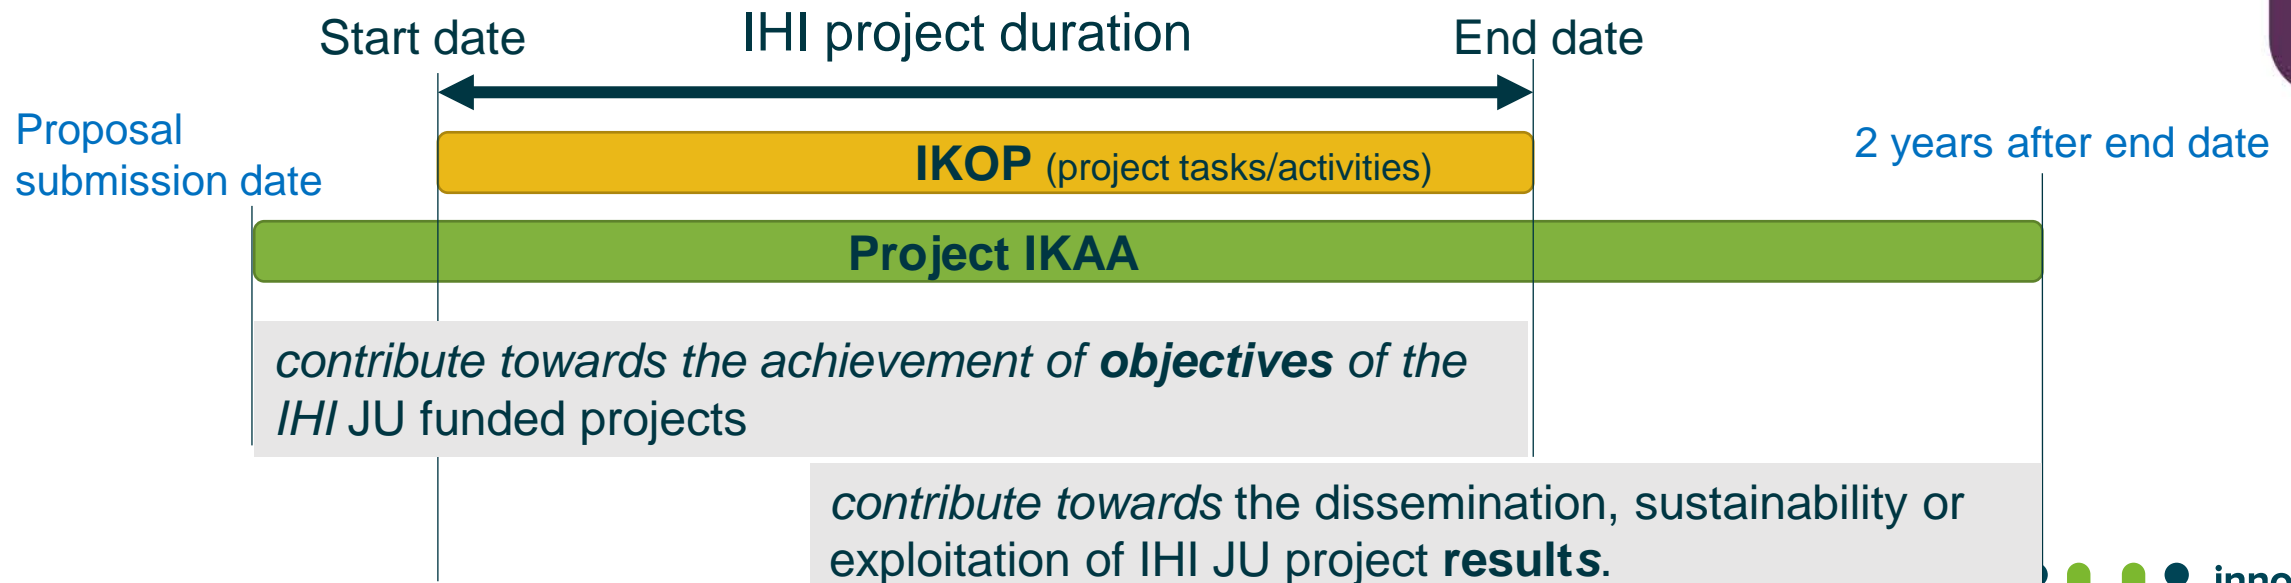 Start date
IHI project duration
End date
Proposal
submission date
2 years after end date
IKOP (project tasks/activities)
Project IKAA
contribute towards the achievement of objectives of the
IHI JU funded projects
contribute towards the dissemination, sustainability or
exploitation of IHI JU project results.